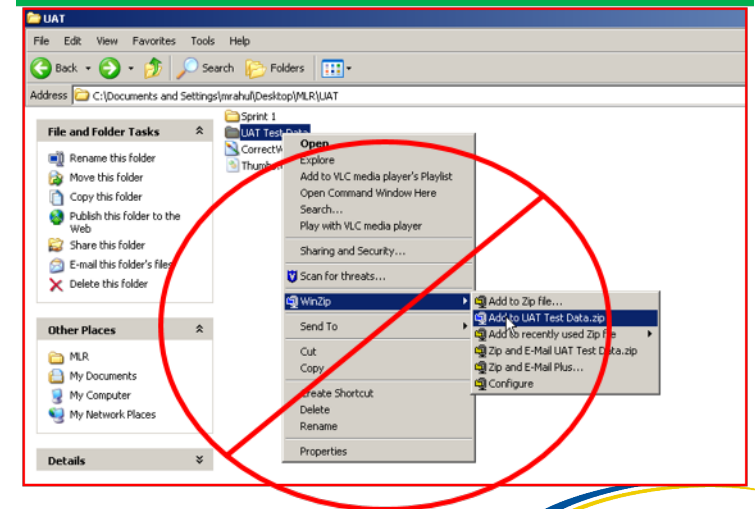 UAT
File Edit View Favorites Tools Help
Back Search Folders
Address C:\Documents and Settings\mrahul\Desktop\MLR\UAT
File and Folder Tasks
Rename this folder
Move this folder
Copy this folder
Publish this folder to the
Web
Share this folder
E-mail this folder's files
Delete this folder
Other Places
MLR
My Documents
My Computer
My Network Places
Details
Sprint 1
UAT Test Data
Open
Explore
Add to VLC media player's Playlist
Open Command Window Here
Search...
Play with VLC media player
Sharing and Security...
Scan for threats...
WinZip
Send To
Cut
Copy
Create Shortcut
Delete
Rename
Properties
Add to Zip file...
Add to UAT Test Data.zip
Add to recently used Zip file
Zip and E-Mail UAT Test Data.zip
Zip and E-Mail Plus...
Configure